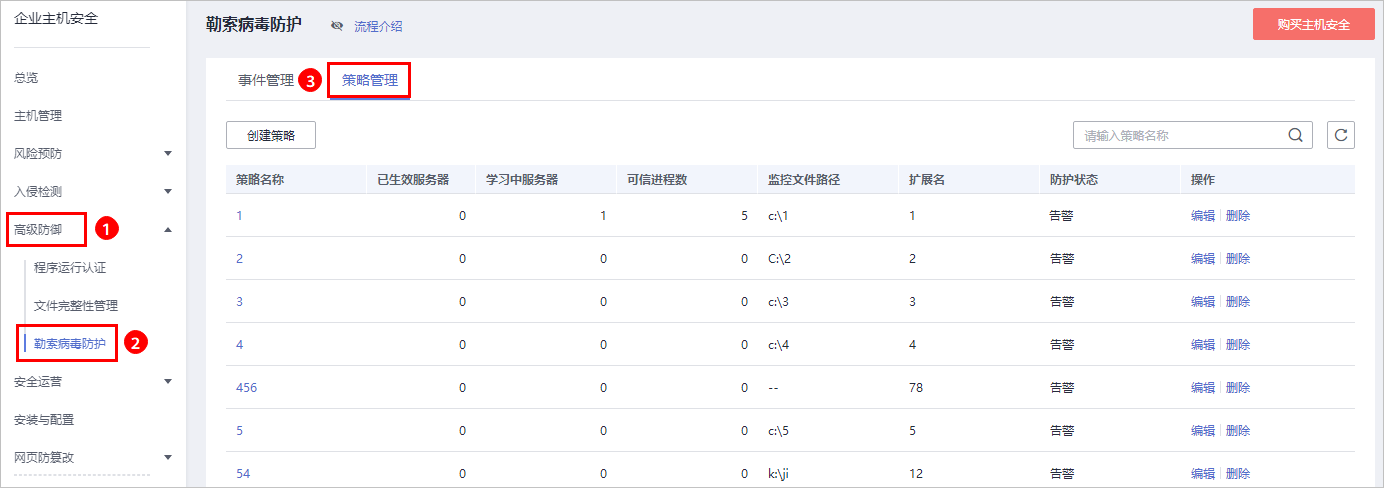 企业主机安全
总览
主机管理
风险预防
入侵检测
高级防御 1
程序运行认证
文件完整性管理
勒索病毒防护 2
安全运营
安装与配置
网页防篡改
勒索病毒防护 流程介绍 购买主机安全
事件管理 3 策略管理
创建策略 请输入策略名称
策略名称 已生效服务器 学习中服务器 可信进程数 监控文件路径 扩展名 防护状态 操作
1 0 1 5 c:\1 1 告警 编辑 删除
2 0 0 0 C:\2 2 告警 编辑 删除
3 0 0 0 c:\3 3 告警 编辑 删除
4 0 0 0 c:\4 4 告警 编辑 删除
456 0 0 0 -- 78 告警 编辑 删除
5 0 0 0 c:\5 5 告警 编辑 删除
54 0 0 0 k:\ji 12 告警 编辑 删除